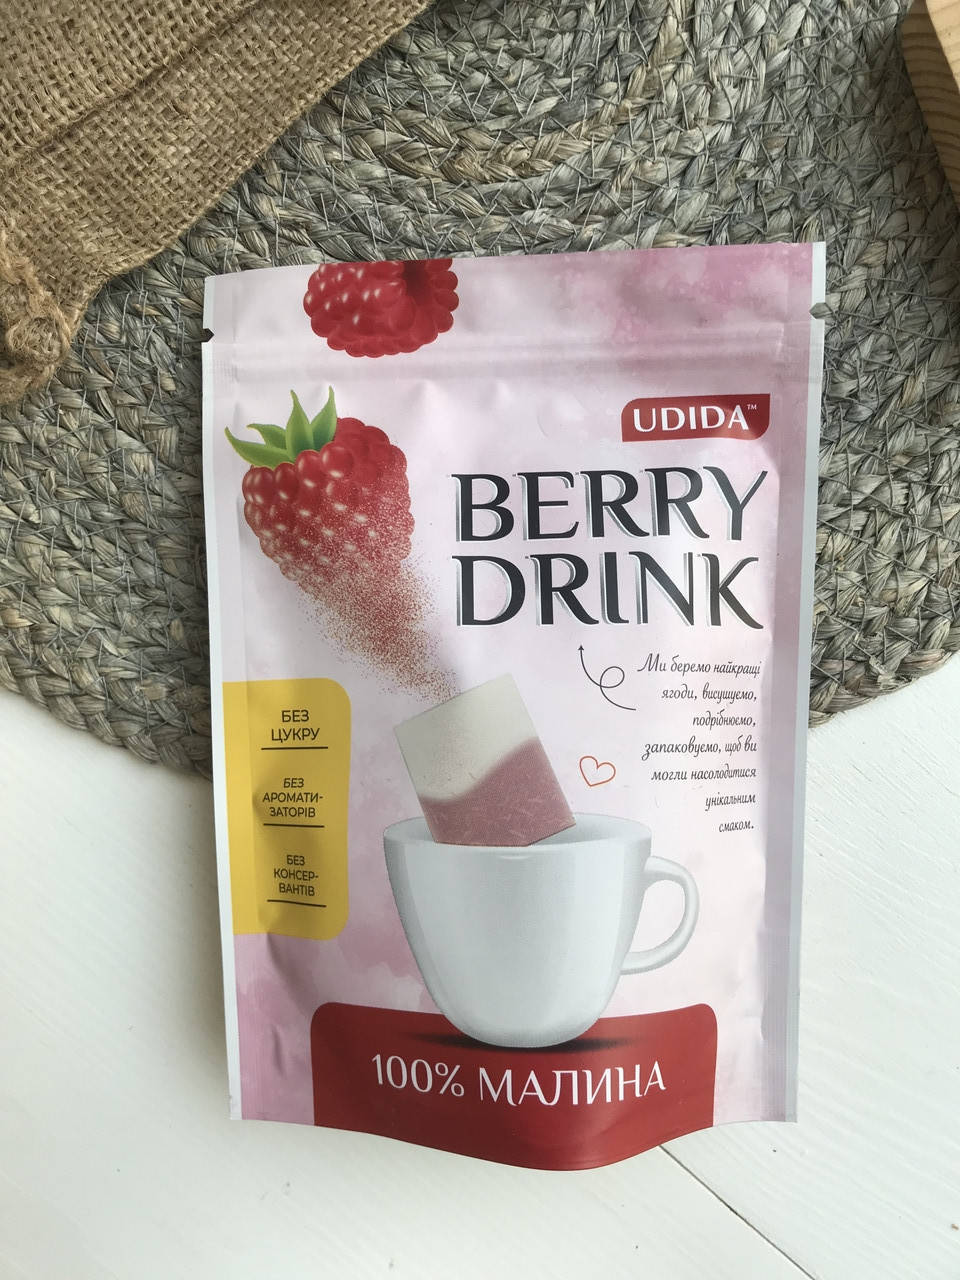 UDIDA™
BERRY
DRINK
Ми беремо найкращі
ягоди, висушуємо,
подрібнюємо,
запаковуємо, щоб ви
могли насолодитися
унікальним
смаком.
БЕЗ
ЦУКРУ
БЕЗ
АРОМАТИ-
ЗАТОРІВ
БЕЗ
КОНСЕР-
ВАНТІВ
100% МАЛИНА